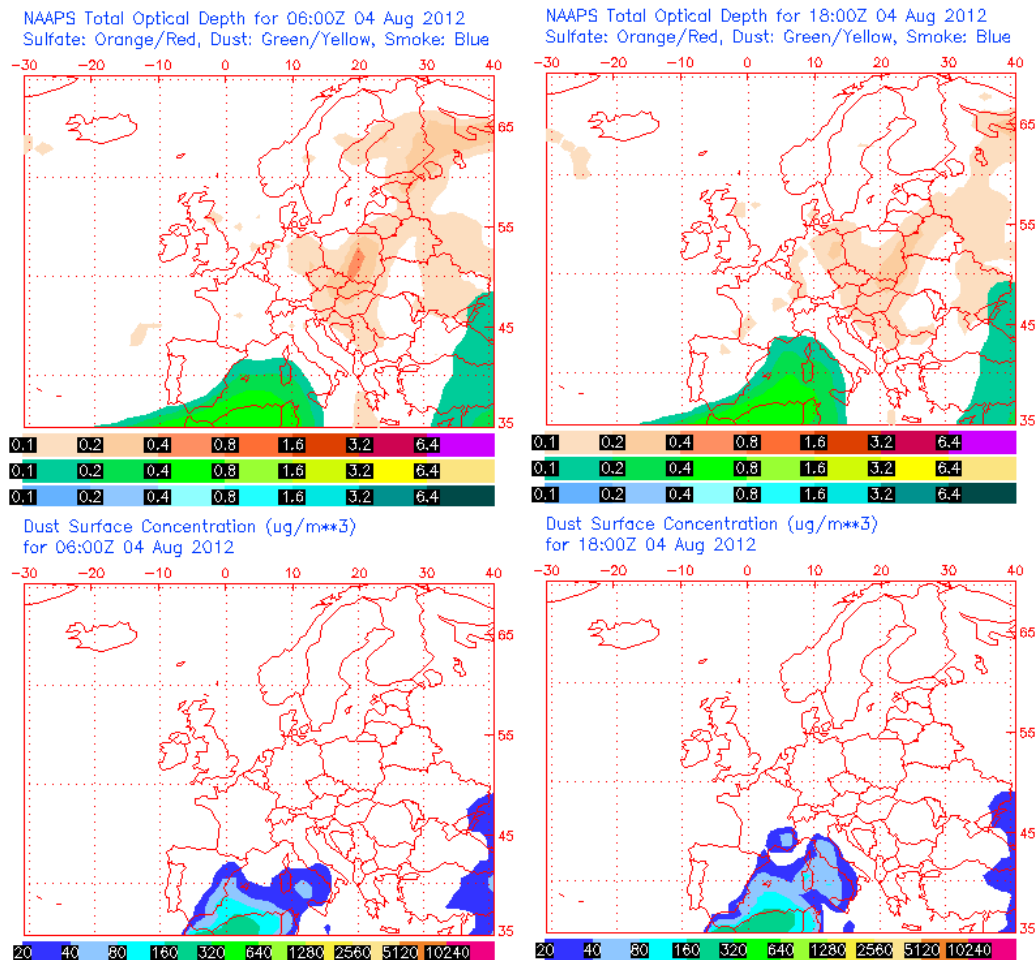 NAAPS Total Optical Depth for 06:00Z 04 Aug 2012
Sulfate: Orange/Red, Dust: Green/Yellow, Smoke: Blue
-30 -20 -10 0 10 20 30 40
65
55
45
35
0.1 0.2 0.4 0.8 1.6 3.2 6.4
0.1 0.2 0.4 0.8 1.6 3.2 6.4
0.1 0.2 0.4 0.8 1.6 3.2 6.4
NAAPS Total Optical Depth for 18:00Z 04 Aug 2012
Sulfate: Orange/Red, Dust: Green/Yellow, Smoke: Blue
-30 -20 -10 0 10 20 30 40
65
55
45
35
0.1 0.2 0.4 0.8 1.6 3.2 6.4
0.1 0.2 0.4 0.8 1.6 3.2 6.4
0.1 0.2 0.4 0.8 1.6 3.2 6.4
Dust Surface Concentration (ug/m**3)
for 06:00Z 04 Aug 2012
-30 -20 -10 0 10 20 30 40
65
55
45
35
20 40 80 160 320 640 1280 2560 5120 10240
Dust Surface Concentration (ug/m**3)
for 18:00Z 04 Aug 2012
-30 -20 -10 0 10 20 30 40
65
55
45
35
20 40 80 160 320 640 1280 2560 5120 10240